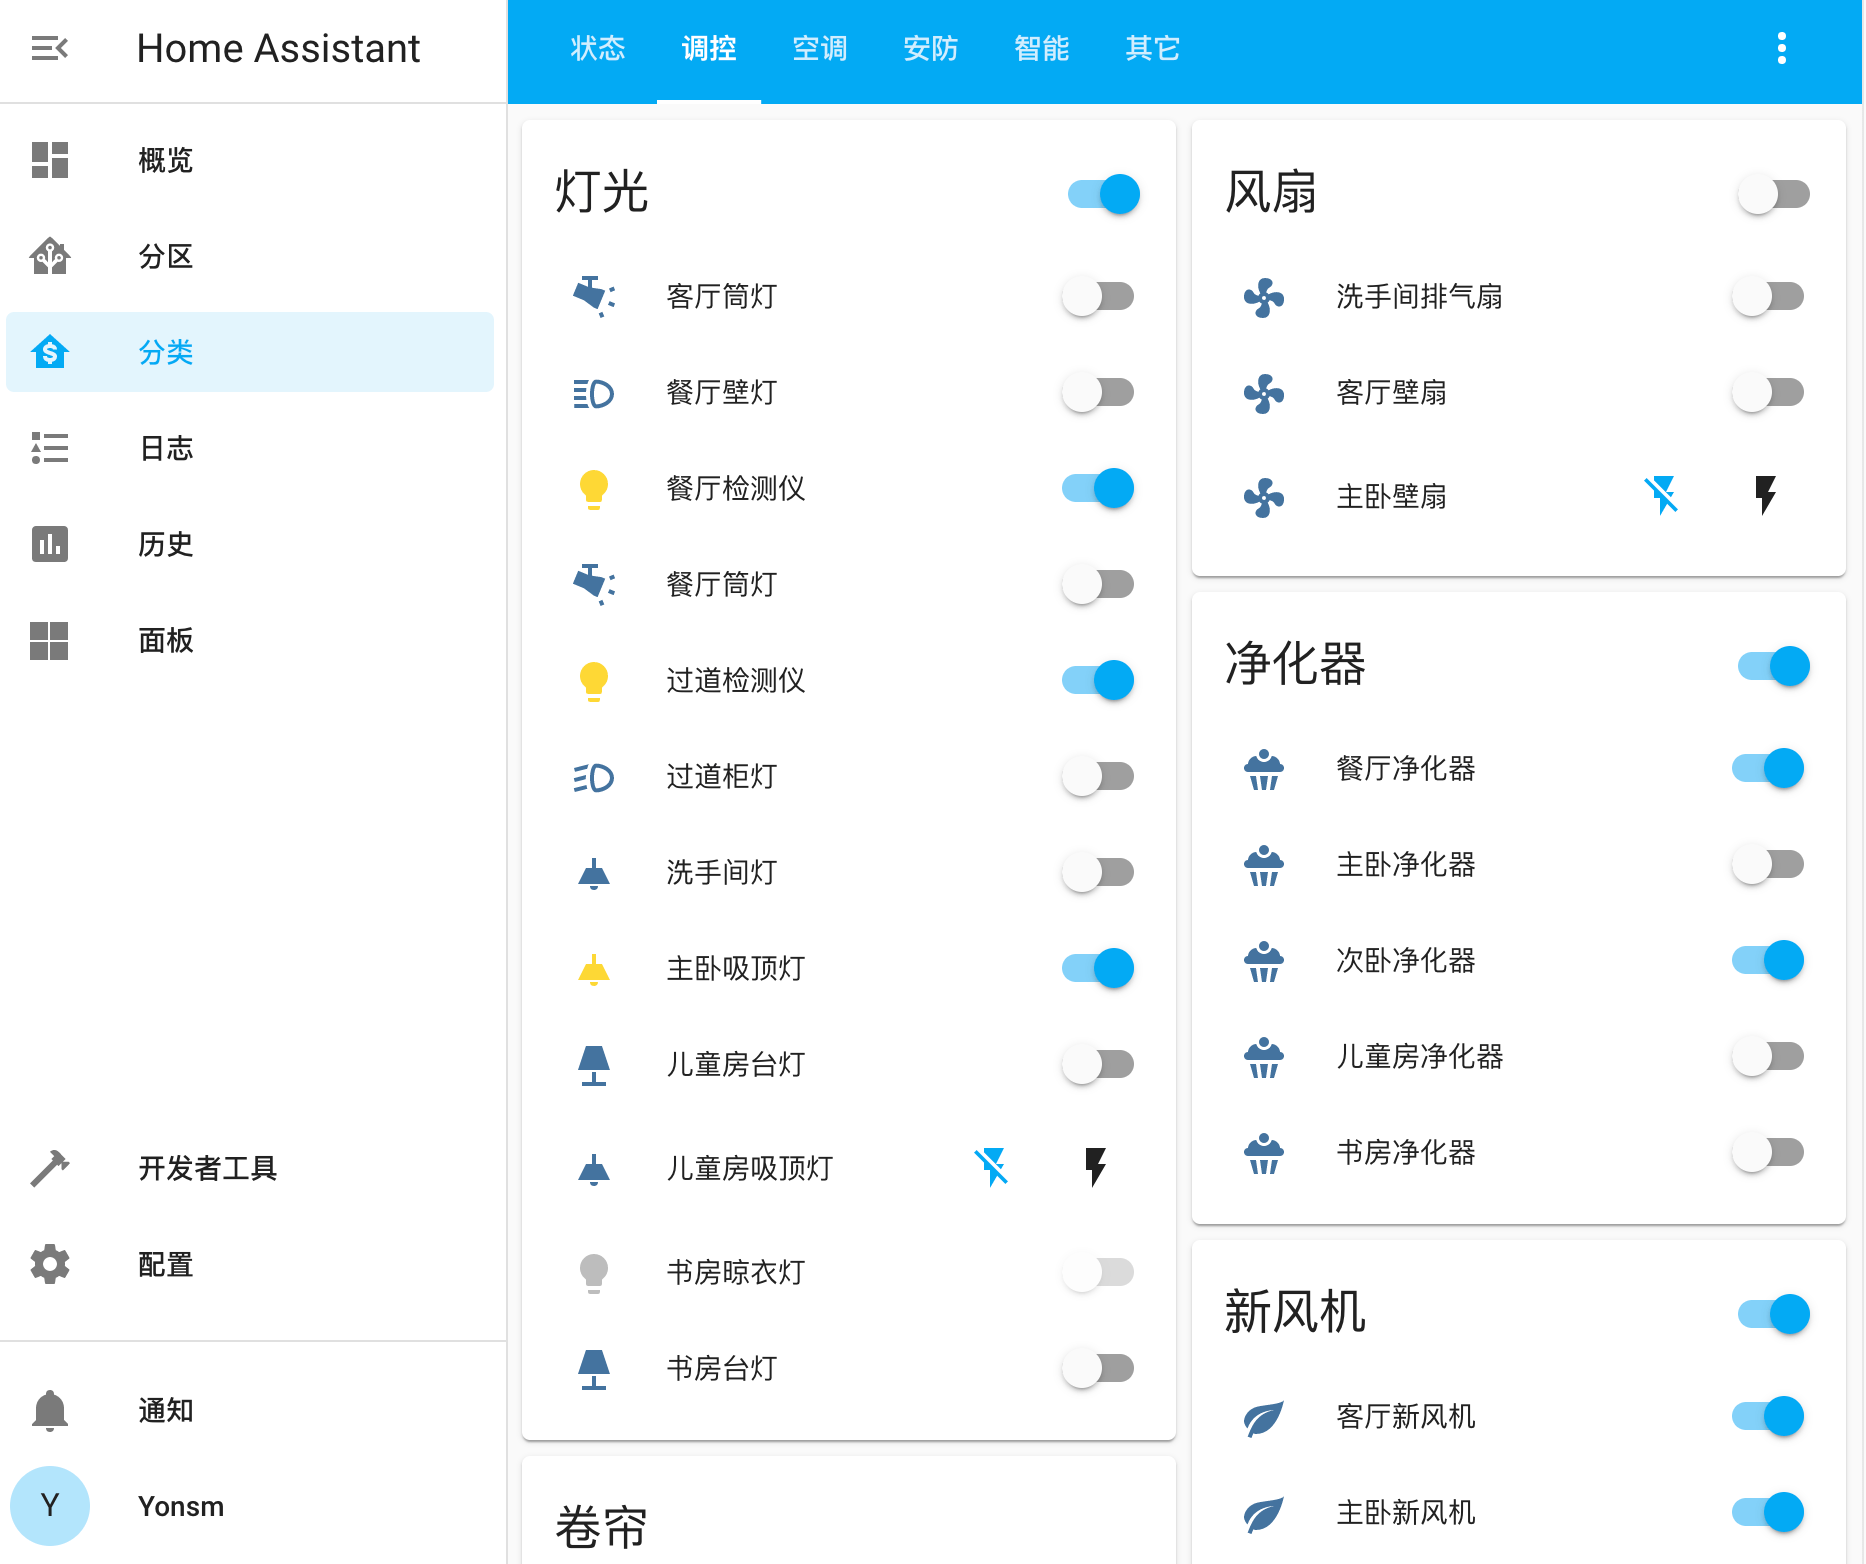 Home Assistant
概览
分区
分类
日志
历史
面板
开发者工具
配置
通知
Y
Yonsm
状态
调控
空调
安防
智能
其它
灯光
客厅筒灯
餐厅壁灯
餐厅检测仪
餐厅筒灯
过道检测仪
过道柜灯
洗手间灯
主卧吸顶灯
儿童房台灯
儿童房吸顶灯
书房晾衣灯
书房台灯
卷帘
风扇
洗手间排气扇
客厅壁扇
主卧壁扇
净化器
餐厅净化器
主卧净化器
次卧净化器
儿童房净化器
书房净化器
新风机
客厅新风机
主卧新风机